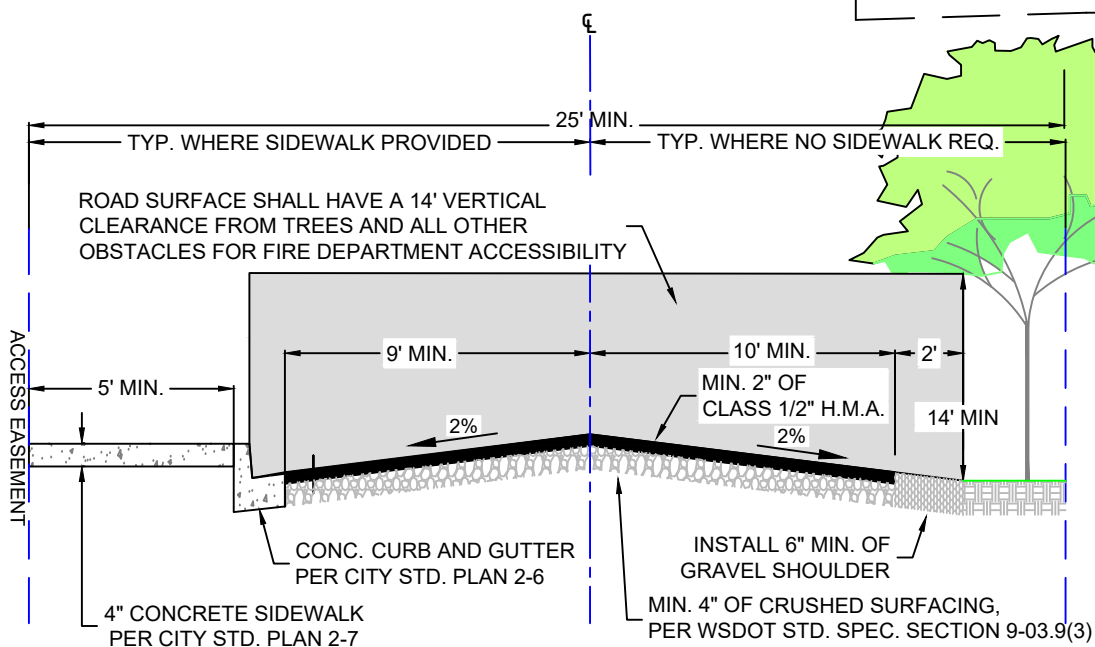 ℄
25' MIN.
TYP. WHERE SIDEWALK PROVIDED
TYP. WHERE NO SIDEWALK REQ.
ROAD SURFACE SHALL HAVE A 14' VERTICAL
CLEARANCE FROM TREES AND ALL OTHER
OBSTACLES FOR FIRE DEPARTMENT ACCESSIBILITY
ACCESS EASEMENT
9' MIN.
10' MIN.
2'
5' MIN.
MIN. 2" OF
CLASS 1/2" H.M.A.
14' MIN
2%
2%
CONC. CURB AND GUTTER
PER CITY STD. PLAN 2-6
INSTALL 6" MIN. OF
GRAVEL SHOULDER
4" CONCRETE SIDEWALK
PER CITY STD. PLAN 2-7
MIN. 4" OF CRUSHED SURFACING,
PER WSDOT STD. SPEC. SECTION 9-03.9(3)